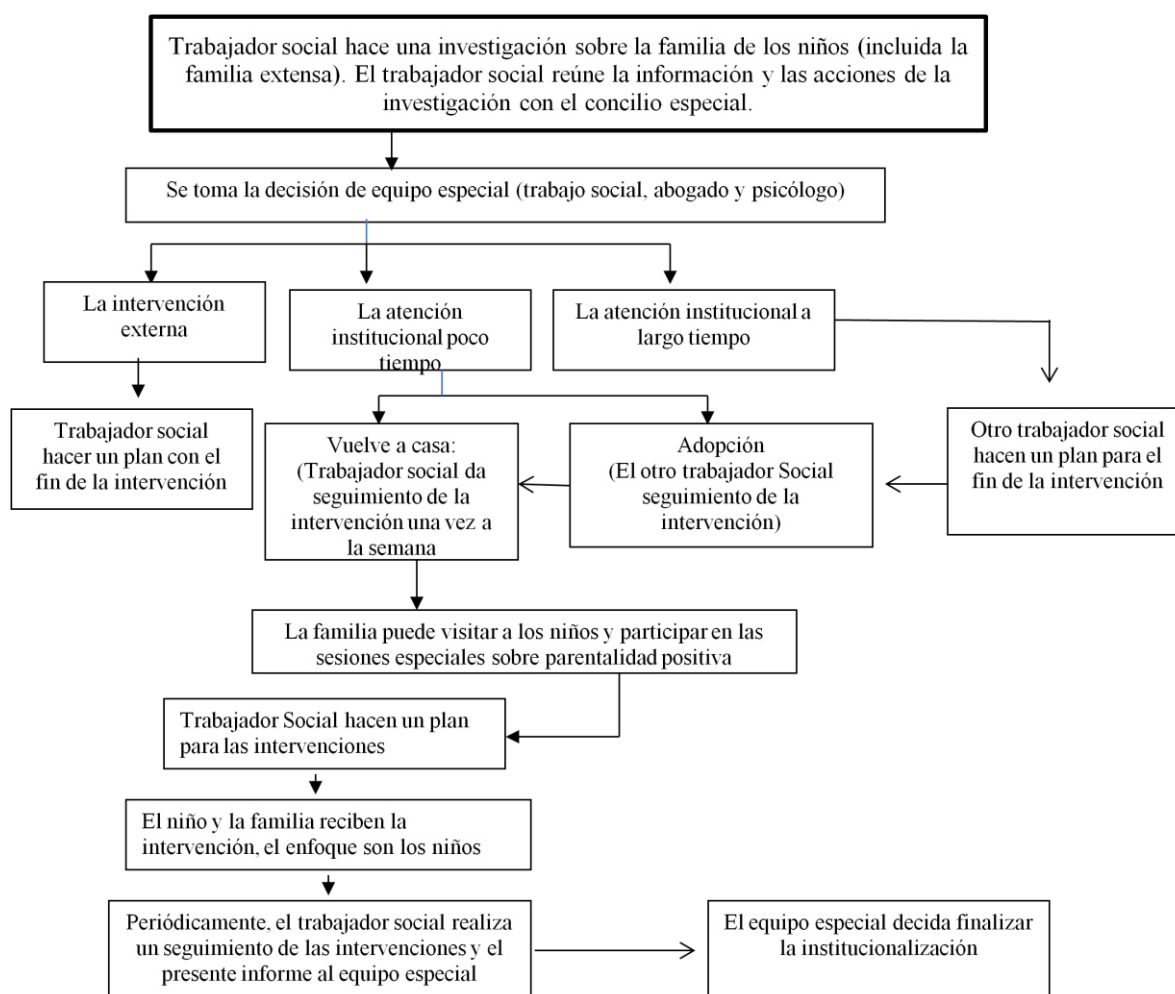 Trabajador social hace una investigación sobre la familia de los niños (incluida la
familia extensa). El trabajador social reúne la información y las acciones de la
investigación con el concilio especial.
Se toma la decisión de equipo especial (trabajo social, abogado y psicólogo)
La intervención
externa
La atención
institucional poco
tiempo
La atención institucional a
largo tiempo
Trabajador social
hacer un plan con el
fin de la intervención
Vuelve a casa:
(Trabajador social da
seguimiento de la
intervención una vez a
la semana
Adopción
(El otro trabajador Social
seguimiento de la
intervención)
Otro trabajador social
hacen un plan para el
fin de la intervención
La familia puede visitar a los niños y participar en las
sesiones especiales sobre parentalidad positiva
Trabajador Social hacen un plan
para las intervenciones
El niño y la familia reciben la
intervención, el enfoque son los niños
Periódicamente, el trabajador social realiza
un seguimiento de las intervenciones y el
presente informe al equipo especial
El equipo especial decida finalizar
la institucionalización